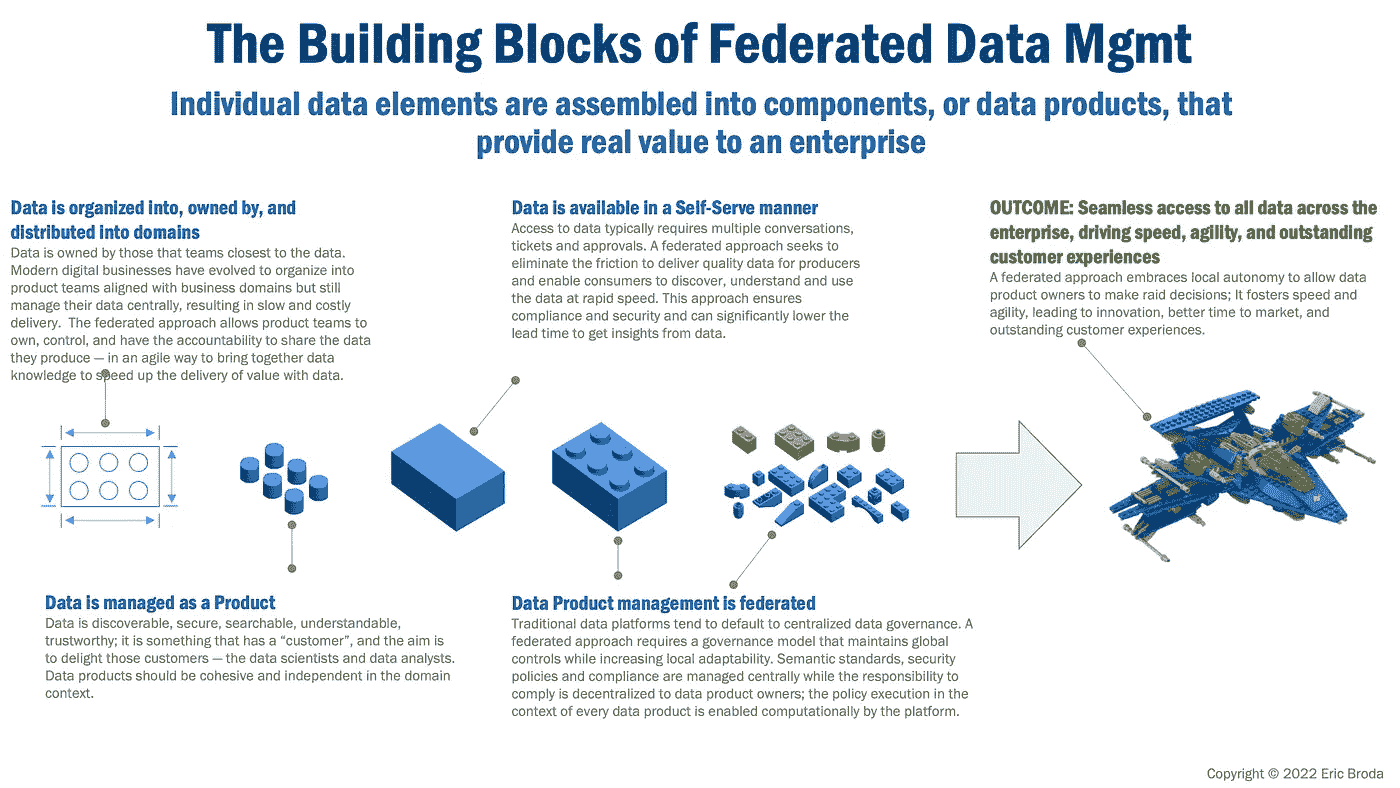 The Building Blocks of Federated Data Mgmt
Individual data elements are assembled into components, or data products, that
provide real value to an enterprise
Data is organized into, owned by, and
distributed into domains
Data is owned by those that teams closest to the data.
Modern digital businesses have evolved to organize into
product teams aligned with business domains but still
manage their data centrally, resulting in slow and costly
delivery.  The federated approach allows product teams to
own, control, and have the accountability to share the data
they produce — in an agile way to bring together data
knowledge to speed up the delivery of value with data.
Data is available in a Self-Serve manner
Access to data typically requires multiple conversations,
tickets and approvals. A federated approach seeks to
eliminate the friction to deliver quality data for producers
and enable consumers to discover, understand and use
the data at rapid speed. This approach ensures
compliance and security and can significantly lower the
lead time to get insights from data.
OUTCOME: Seamless access to all data across the
enterprise, driving speed, agility, and outstanding
customer experiences
A federated approach embraces local autonomy to allow data
product owners to make raid decisions; It fosters speed and
agility, leading to innovation, better time to market, and
outstanding customer experiences.
Data is managed as a Product
Data is discoverable, secure, searchable, understandable,
trustworthy; it is something that has a “customer”, and the aim is
to delight those customers — the data scientists and data analysts.
Data products should be cohesive and independent in the domain
context.
Data Product management is federated
Traditional data platforms tend to default to centralized data governance. A
federated approach requires a governance model that maintains global
controls while increasing local adaptability. Semantic standards, security
policies and compliance are managed centrally while the responsibility to
comply is decentralized to data product owners; the policy execution in the
context of every data product is enabled computationally by the platform.
Copyright © 2022 Eric Broda